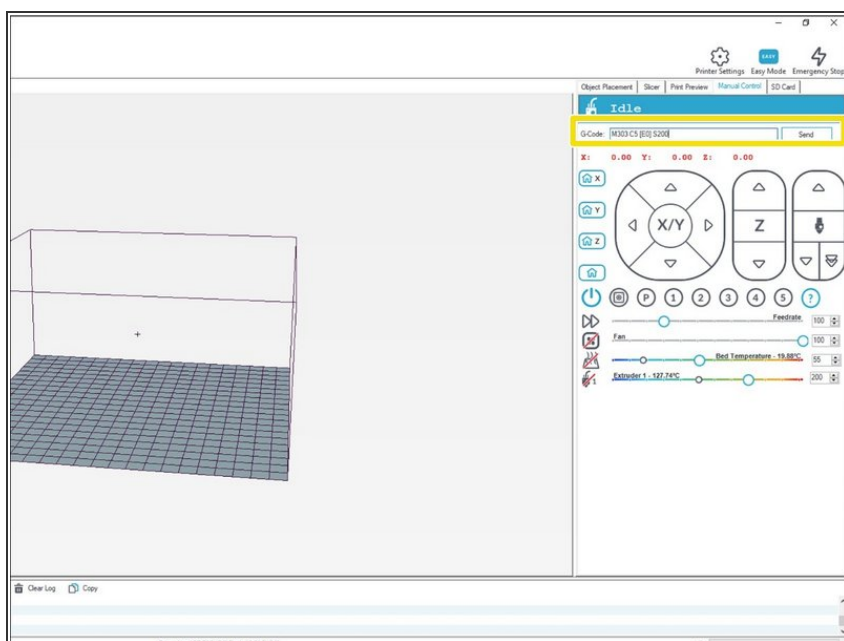 Printer Settings Easy Mode Emergency Stop
EASY
Object Placement Slicer Print Preview Manual Control SD Card
Idle
G-Code: M303 C5 [E0] S200 Send
X: 0.00 Y: 0.00 Z: 0.00
X
Y
X/Y
Z
Z
P 1 2 3 4 5 ?
Feedrate 100
Fan 100
Bed Temperature - 19.88°C 55
1 Extruder 1 - 127.74°C 200
Clear Log Copy